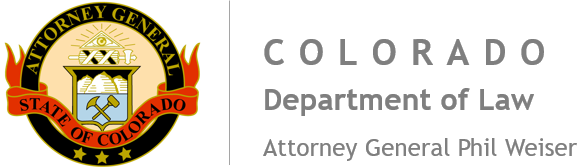 ATTORNEY GENERAL
STATE OF COLORADO
COLORADO
Department of Law
Attorney General Phil Weiser